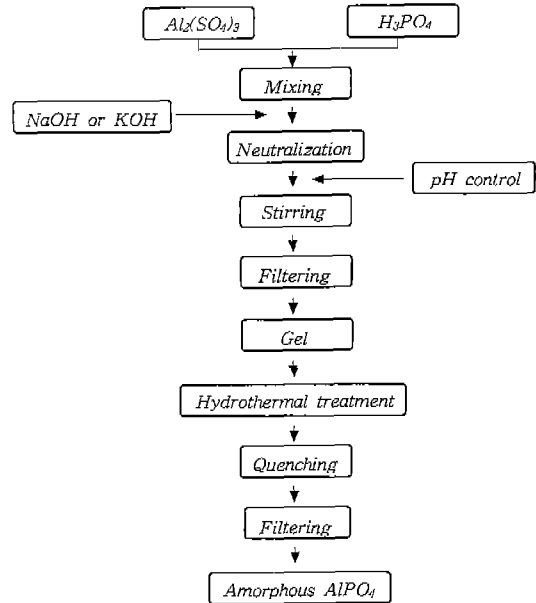 Al₂(SO₄)₃
H₃PO₄
Mixing
NaOH or KOH
Neutralization
pH control
Stirring
Filtering
Gel
Hydrothermal treatment
Quenching
Filtering
Amorphous AlPO₄